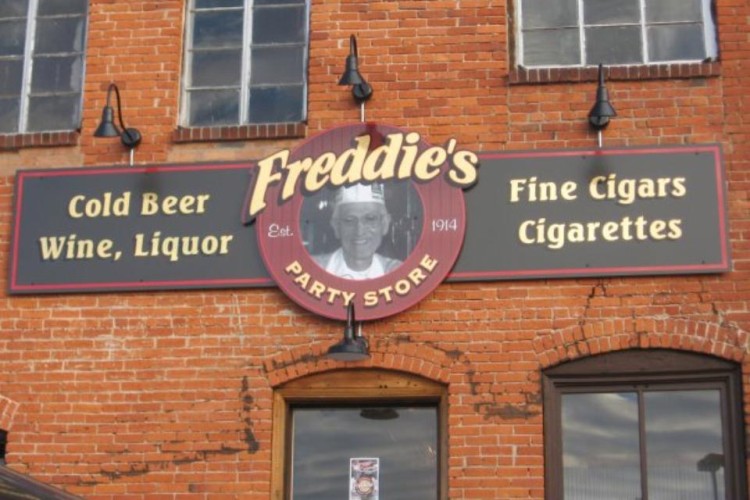 Freddie's
Est. 1914
PARTY STORE
Cold Beer
Wine, Liquor
Fine Cigars
Cigarettes